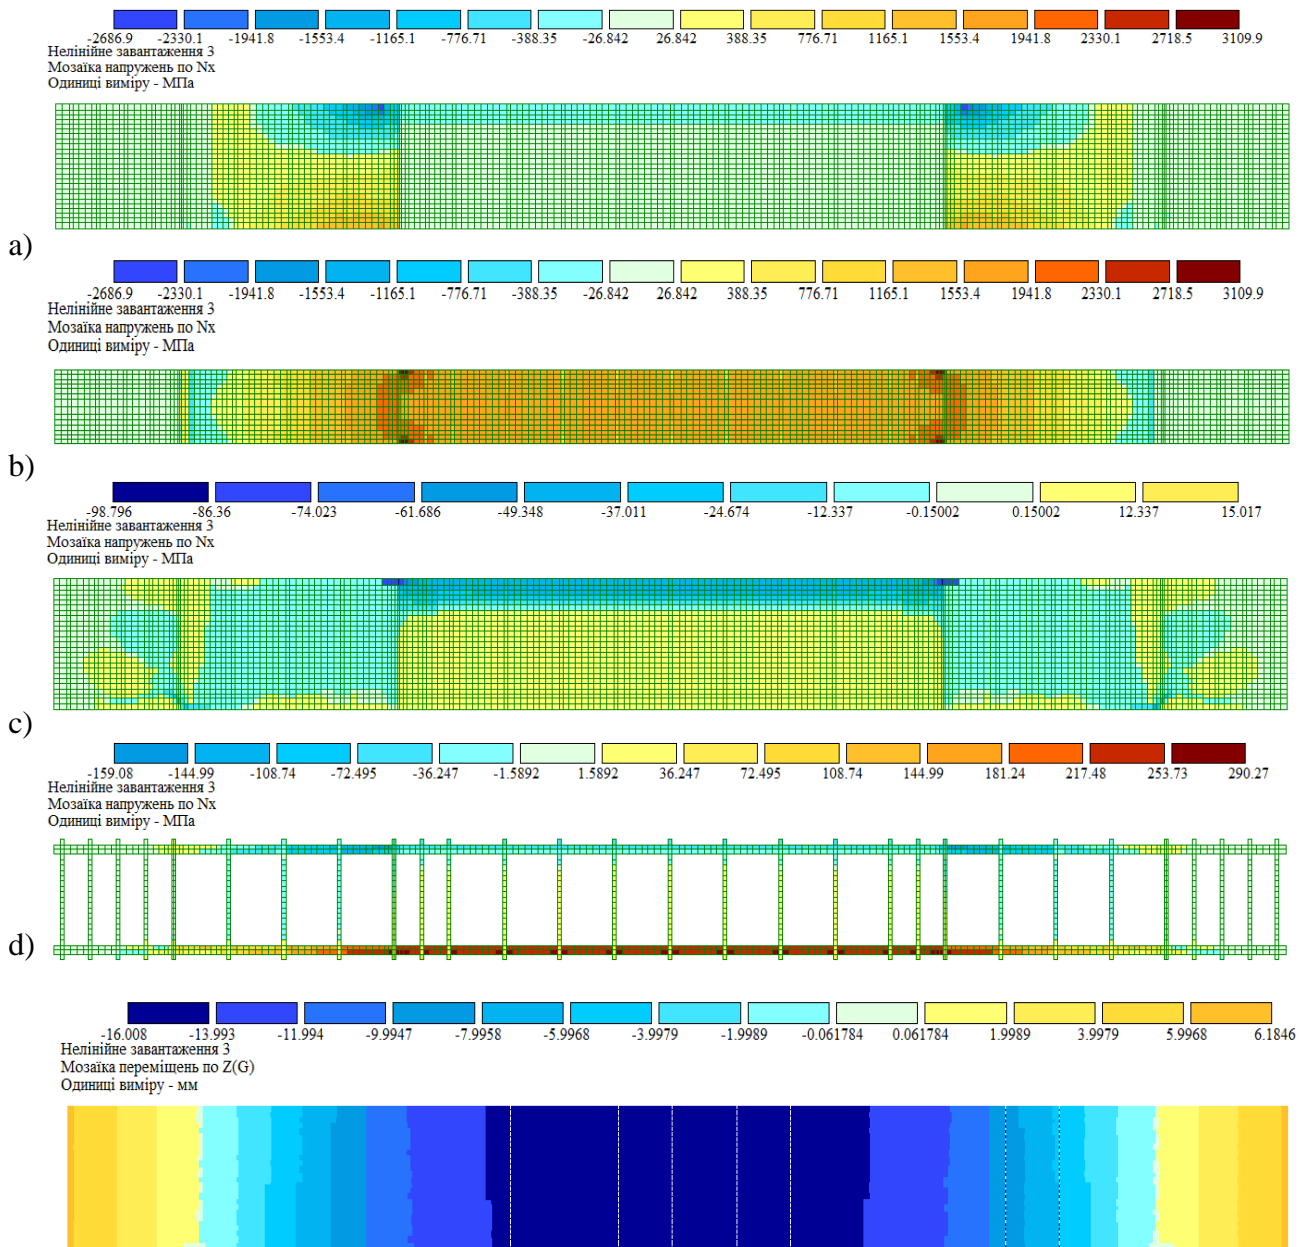 -2686.9 -2330.1 -1941.8 -1553.4 -1165.1 -776.71 -388.35 -26.842 26.842 388.35 776.71 1165.1 1553.4 1941.8 2330.1 2718.5 3109.9
Нелінійне завантаження 3
Мозаїка напружень по Nx
Одиниці виміру - МПа
a)
-2686.9 -2330.1 -1941.8 -1553.4 -1165.1 -776.71 -388.35 -26.842 26.842 388.35 776.71 1165.1 1553.4 1941.8 2330.1 2718.5 3109.9
Нелінійне завантаження 3
Мозаїка напружень по Nx
Одиниці виміру - МПа
b)
-98.796 -86.36 -74.023 -61.686 -49.348 -37.011 -24.674 -12.337 -0.15002 0.15002 12.337 15.017
Нелінійне завантаження 3
Мозаїка напружень по Nx
Одиниці виміру - МПа
c)
-159.08 -144.99 -108.74 -72.495 -36.247 -1.5892 1.5892 36.247 72.495 108.74 144.99 181.24 217.48 253.73 290.27
Нелінійне завантаження 3
Мозаїка напружень по Nx
Одиниці виміру - МПа
d)
-16.008 -13.993 -11.994 -9.9947 -7.9958 -5.9968 -3.9979 -1.9989 -0.061784 0.061784 1.9989 3.9979 5.9968 6.1846
Нелінійне завантаження 3
Мозаїка переміщень по Z(G)
Одиниці виміру - мм